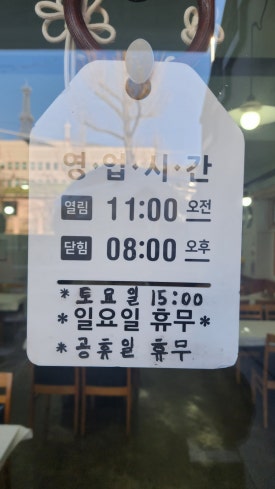 영·업·시·간
열림 11:00 오전
닫힘 08:00 오후
*토요일 15:00
*일요일 휴무*
*공휴일 휴무